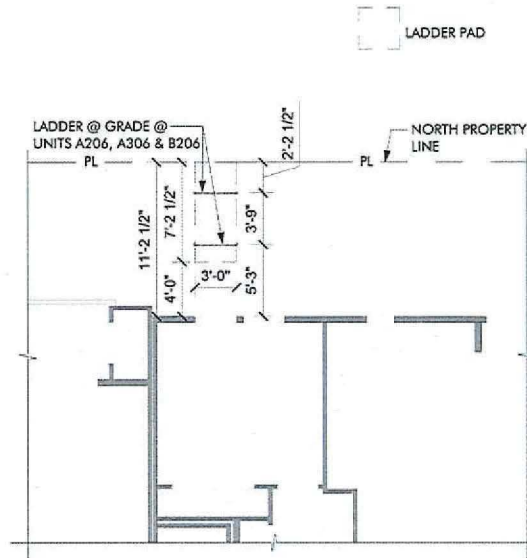 LADDER PAD
LADDER @ GRADE @
UNITS A206, A306 & B206
NORTH PROPERTY
LINE
PL
PL
2'-2 1/2"
11'-2 1/2"
7'-2 1/2"
3'-9"
4'-0"
3'-0"
5'-3"